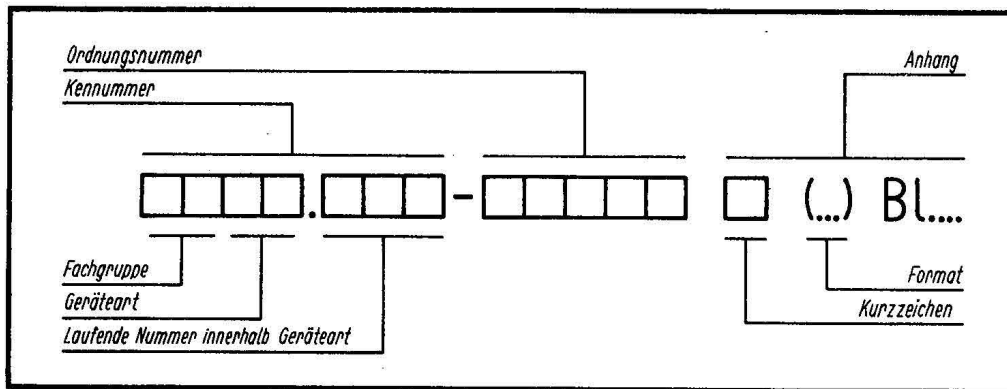 Ordnungsnummer
Anhang
Kennummer
. - (...) Bl....
Fachgruppe
Format
Geräteart
Kurzzeichen
Laufende Nummer innerhalb Geräteart